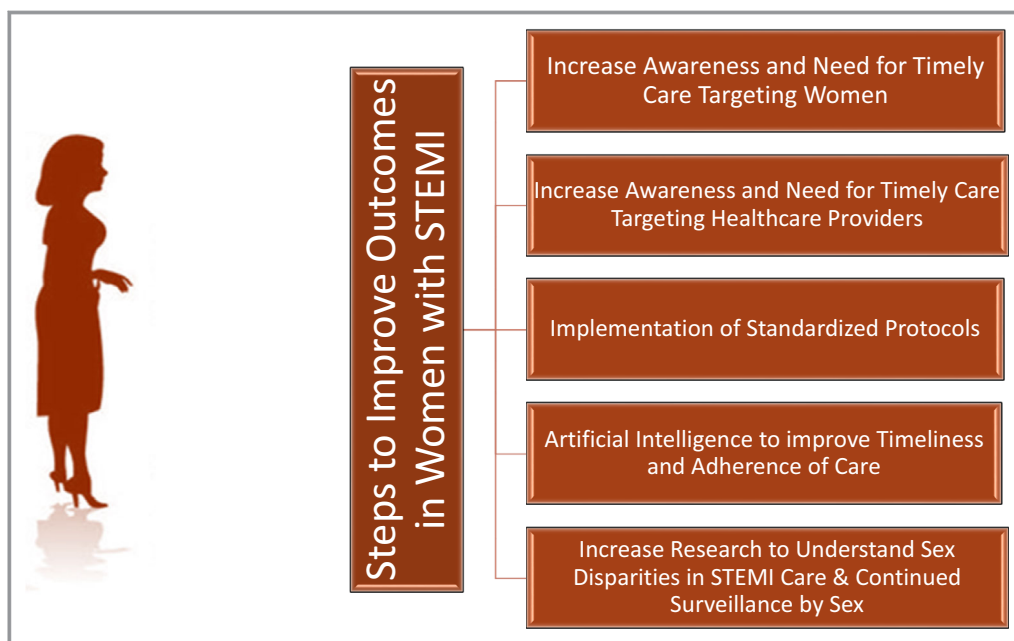 Steps to Improve Outcomes
in Women with STEMI
Increase Awareness and Need for Timely
Care Targeting Women
Increase Awareness and Need for Timely Care
Targeting Healthcare Providers
Implementation of Standardized Protocols
Artificial Intelligence to improve Timeliness
and Adherence of Care
Increase Research to Understand Sex
Disparities in STEMI Care & Continued
Surveillance by Sex